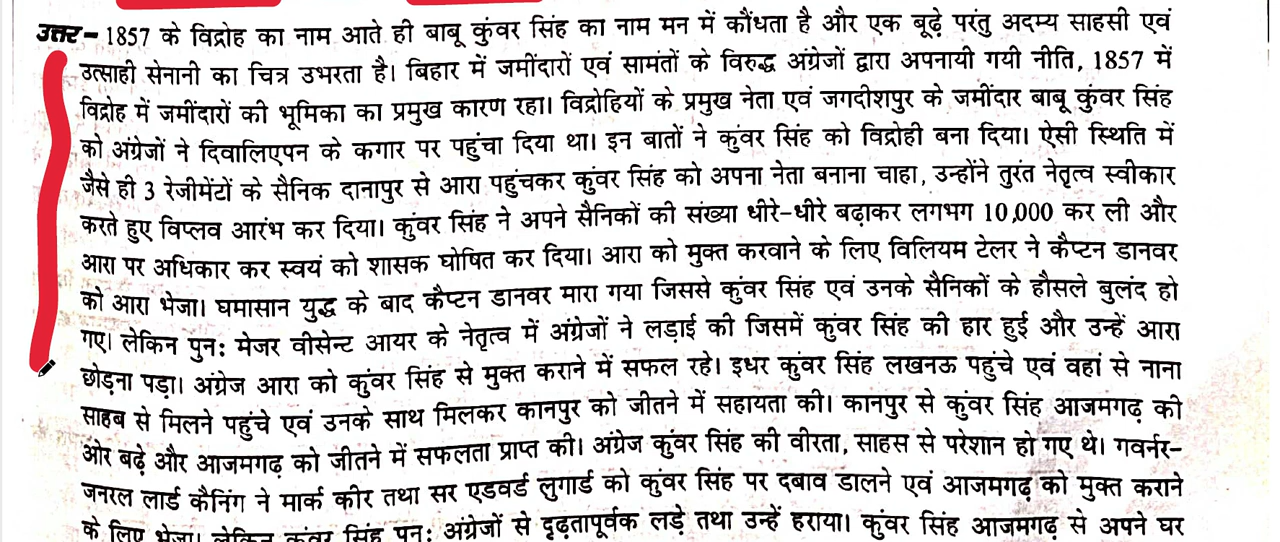 उत्तर– 1857 के विद्रोह का नाम आते ही बाबू कुंवर सिंह का नाम मन में कौंधता है और एक बूढ़े परंतु अदम्य साहसी एवं
उत्साही सेनानी का चित्र उभरता है। बिहार में जमींदारों एवं सामंतों के विरुद्ध अंग्रेजों द्वारा अपनायी गयी नीति, 1857 में
विद्रोह में जमींदारों की भूमिका का प्रमुख कारण रहा। विद्रोहियों के प्रमुख नेता एवं जगदीशपुर के जमींदार बाबू कुंवर सिंह
को अंग्रेजों ने दिवालिएपन के कगार पर पहुंचा दिया था। इन बातों ने कुंवर सिंह को विद्रोही बना दिया। ऐसी स्थिति में
जैसे ही 3 रेजीमेंटों के सैनिक दानापुर से आरा पहुंचकर कुंवर सिंह को अपना नेता बनाना चाहा, उन्होंने तुरंत नेतृत्व स्वीकार
करते हुए विप्लव आरंभ कर दिया। कुंवर सिंह ने अपने सैनिकों की संख्या धीरे-धीरे बढ़ाकर लगभग 10,000 कर ली और
आरा पर अधिकार कर स्वयं को शासक घोषित कर दिया। आरा को मुक्त करवाने के लिए विलियम टेलर ने कैप्टन डानवर
को आरा भेजा। घमासान युद्ध के बाद कैप्टन डानवर मारा गया जिससे कुंवर सिंह एवं उनके सैनिकों के हौसले बुलंद हो
गए। लेकिन पुन: मेजर वीसेन्ट आयर के नेतृत्व में अंग्रेजों ने लड़ाई की जिसमें कुंवर सिंह की हार हुई और उन्हें आरा
छोड़ना पड़ा। अंग्रेज आरा को कुंवर सिंह से मुक्त कराने में सफल रहे। इधर कुंवर सिंह लखनऊ पहुंचे एवं वहां से नाना
साहब से मिलने पहुंचे एवं उनके साथ मिलकर कानपुर को जीतने में सहायता की। कानपुर से कुंवर सिंह आजमगढ़ की
ओर बढ़े और आजमगढ़ को जीतने में सफलता प्राप्त की। अंग्रेज कुंवर सिंह की वीरता, साहस से परेशान हो गए थे। गवर्नर-
जनरल लार्ड कैनिंग ने मार्क कीर तथा सर एडवर्ड लुगार्ड को कुंवर सिंह पर दबाव डालने एवं आजमगढ़ को मुक्त कराने
के लिए भेजा। लेकिन कुंवर सिंह पुन: अंग्रेजों से दृढ़तापूर्वक लड़े तथा उन्हें हराया। कुंवर सिंह आजमगढ़ से अपने घर